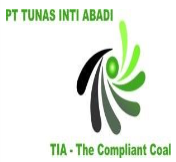 PT TUNAS INTI ABADI
TIA - The Compliant Coal